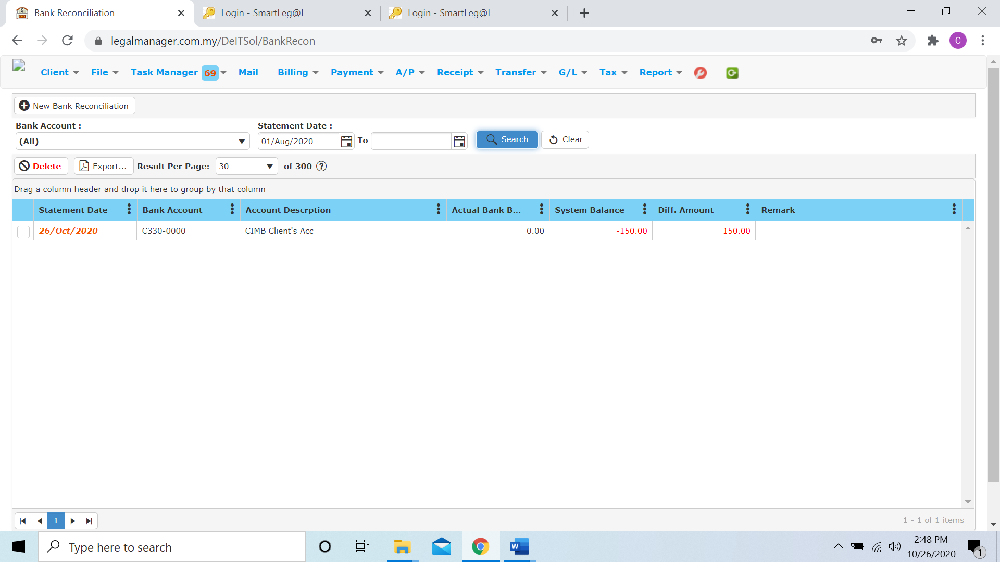 Bank Reconciliation
Login - SmartLeg@l
Login - SmartLeg@l
legalmanager.com.my/DeITSol/BankRecon
C
Client File Task Manager 69 Mail Billing Payment A/P Receipt Transfer G/L Tax Report
New Bank Reconciliation
Bank Account : Statement Date :
(All) 01/Aug/2020 To Search Clear
Delete Export... Result Per Page: 30 of 300 ?
Drag a column header and drop it here to group by that column
Statement Date Bank Account Account Descrption Actual Bank B... System Balance Diff. Amount Remark
26/Oct/2020 C330-0000 CIMB Client's Acc 0.00 -150.00 150.00
1 1 - 1 of 1 items
Type here to search
2:48 PM
10/26/2020
1